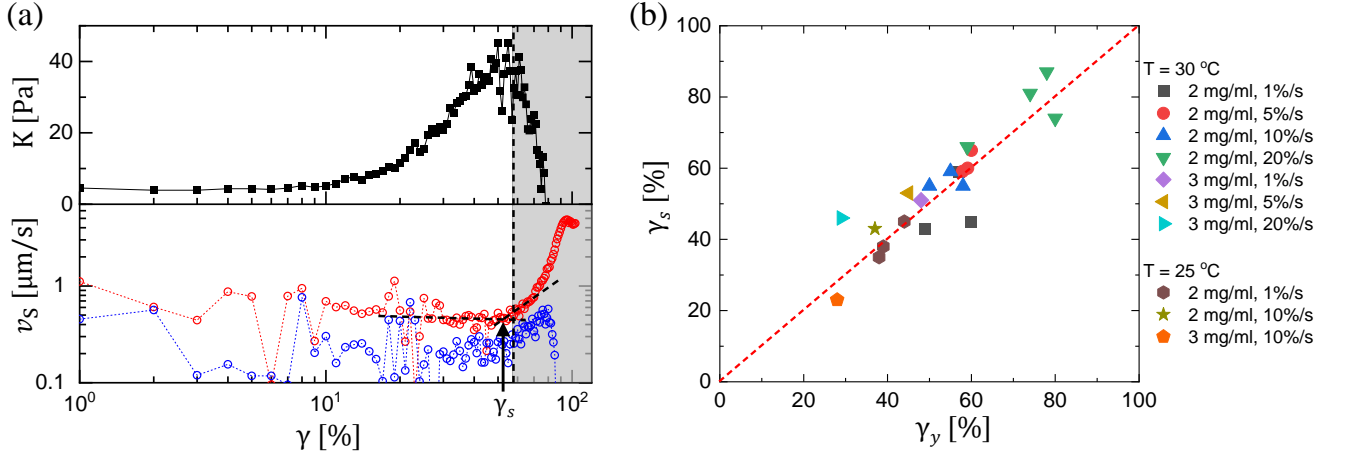 (a)
40
20
0
K [Pa]
1
0.1
v_S [μm/s]
γ_s
10^0
10^1
10^2
γ [%]
(b)
100
80
60
40
20
0
γ_s [%]
0
20
40
60
80
100
γ_y [%]
T = 30 °C
2 mg/ml, 1%/s
2 mg/ml, 5%/s
2 mg/ml, 10%/s
2 mg/ml, 20%/s
3 mg/ml, 1%/s
3 mg/ml, 5%/s
3 mg/ml, 20%/s
T = 25 °C
2 mg/ml, 1%/s
2 mg/ml, 10%/s
3 mg/ml, 10%/s